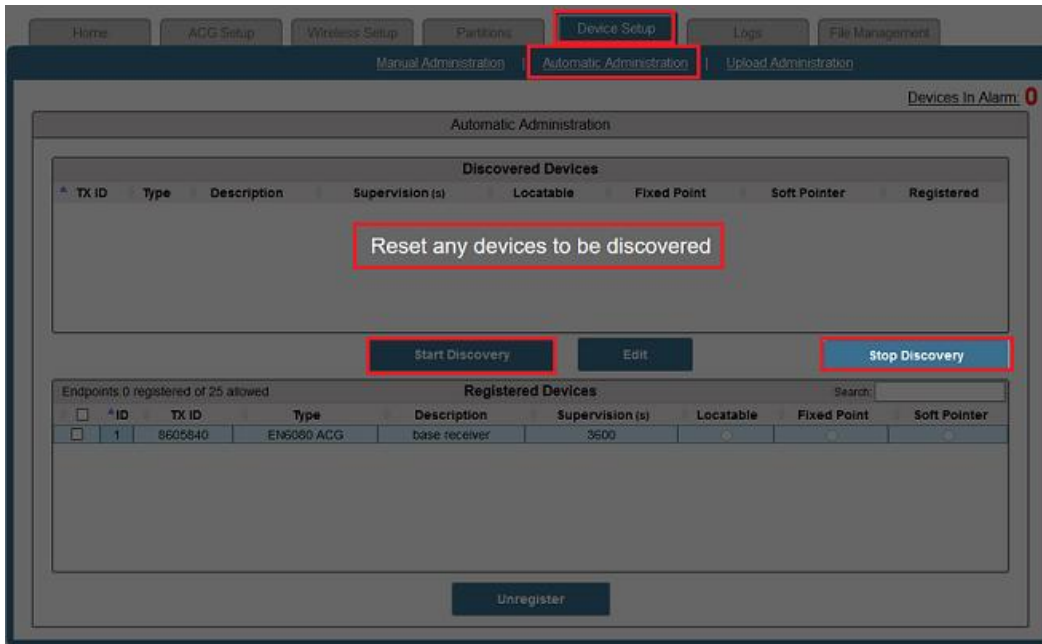 Home ACG Setup Wireless Setup Partitions Device Setup Logs File Management
Manual Administration | Automatic Administration | Upload Administration
Devices In Alarm: 0
Automatic Administration
Discovered Devices
TX ID Type Description Supervision (s) Locatable Fixed Point Soft Pointer Registered
Reset any devices to be discovered
Start Discovery Edit Stop Discovery
Endpoints:0 registered of 25 allowed Registered Devices Search:
ID TX ID Type Description Supervision (s) Locatable Fixed Point Soft Pointer
1 8605840 EN6080 ACG base receiver 3600
Unregister